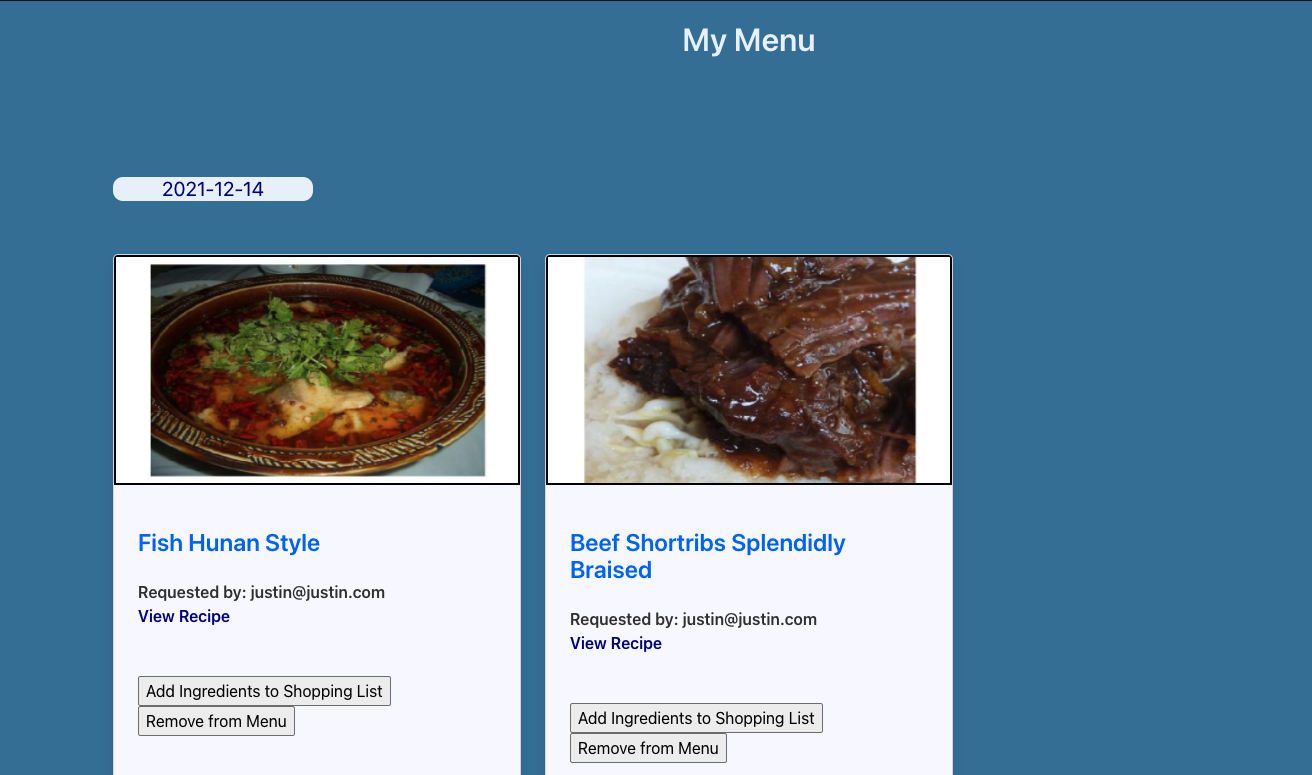 My Menu
2021-12-14
Fish Hunan Style
Requested by: justin@justin.com
View Recipe
Add Ingredients to Shopping List
Remove from Menu
Beef Shortribs Splendidly
Braised
Requested by: justin@justin.com
View Recipe
Add Ingredients to Shopping List
Remove from Menu